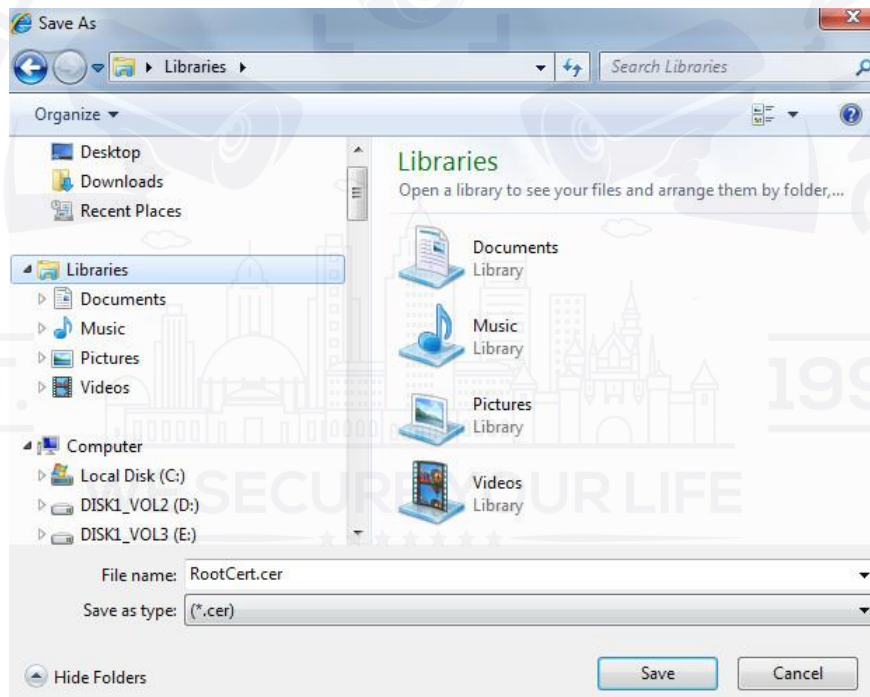 Save As
Libraries
Search Libraries
Organize
Desktop
Downloads
Recent Places
Libraries
Documents
Music
Pictures
Videos
Computer
Local Disk (C:)
DISK1_VOL2 (D:)
DISK1_VOL3 (E:)
Libraries
Open a library to see your files and arrange them by folder,...
Documents
Library
Music
Library
Pictures
Library
Videos
Library
WE SECURE YOUR LIFE
File name: RootCert.cer
Save as type: (*.cer)
Hide Folders
Save
Cancel